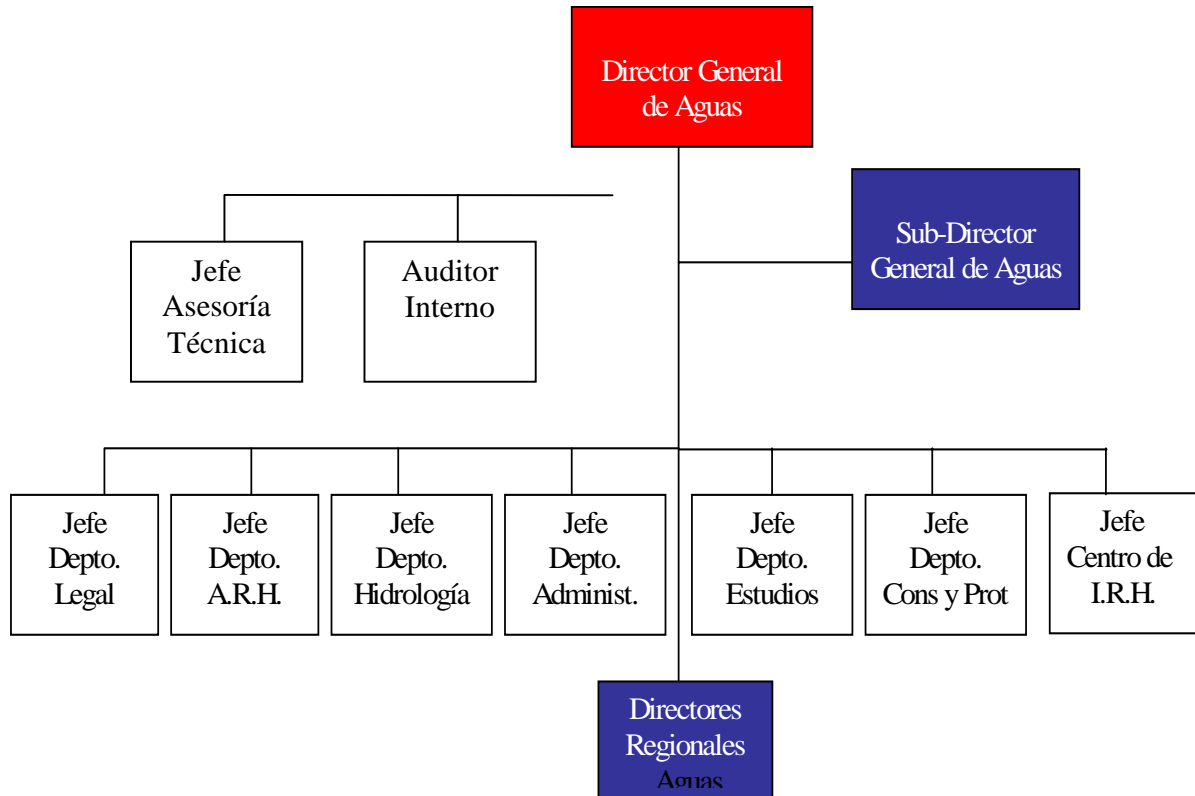 Director General
de Aguas
Sub-Director
General de Aguas
Jefe
Asesoría
Técnica
Auditor
Interno
Jefe
Depto.
Legal
Jefe
Depto.
A.R.H.
Jefe
Depto.
Hidrología
Jefe
Depto.
Administ.
Jefe
Depto.
Estudios
Jefe
Depto.
Cons y Prot
Jefe
Centro de
I.R.H.
Directores
Regionales
Aguas